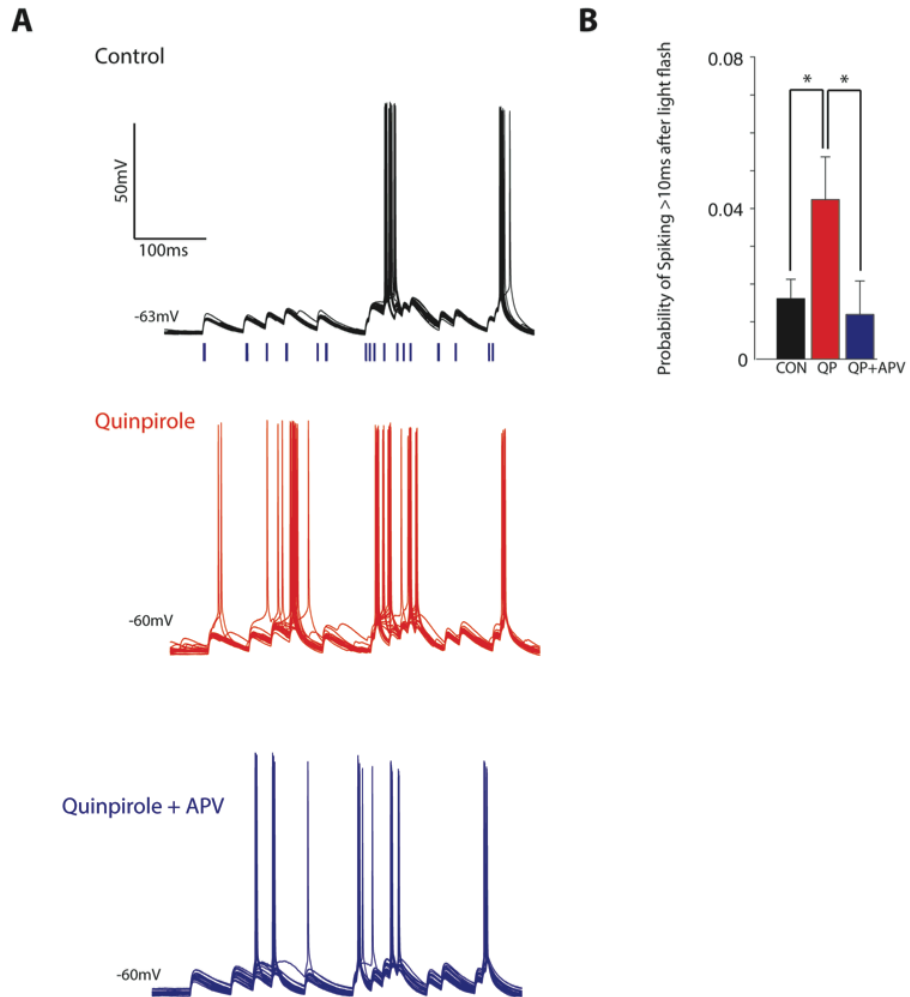 A
Control
50mV
100ms
-63mV
Quinpirole
-60mV
Quinpirole + APV
-60mV
B
Probability of Spiking >10ms after light flash
0.08
0.04
0
* *
CON QP QP+APV